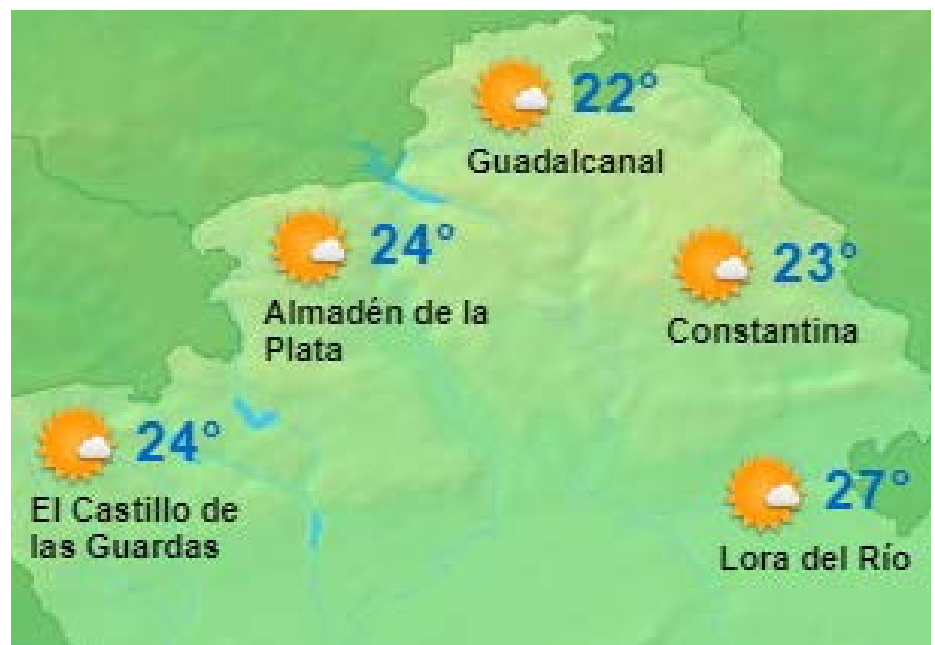 22°
Guadalcanal
24°
Almadén de la
Plata
23°
Constantina
24°
El Castillo de
las Guardas
27°
Lora del Río